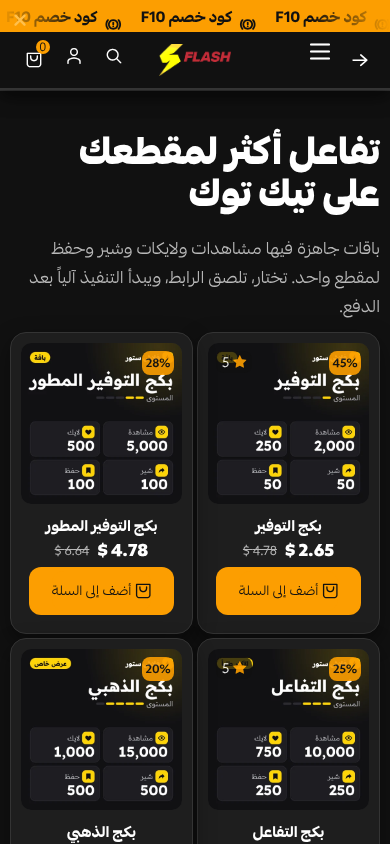 كود خصم F10
كود خصم F10
كود خصم F10
FLASH
0
تفاعل أكثر لمقطعك
على تيك توك
باقات جاهزة فيها مشاهدات ولايكات وشير وحفظ
لمقطع واحد. تختار، تلصق الرابط، ويبدأ التنفيذ آلياً بعد
الدفع.
45%
ستور
5
بكج التوفير
المستوى
مشاهدة
2,000
لايك
250
شير
50
حفظ
50
بكج التوفير
$ 2.65
$ 4.78
أضف إلى السلة
28%
ستور
باقة
بكج التوفير المطور
المستوى
مشاهدة
5,000
لايك
500
شير
100
حفظ
100
بكج التوفير المطور
$ 4.78
$ 6.64
أضف إلى السلة
25%
ستور
5
بكج التفاعل
المستوى
مشاهدة
10,000
لايك
750
شير
250
حفظ
250
بكج التفاعل
20%
ستور
عرض خاص
بكج الذهبي
المستوى
مشاهدة
15,000
لايك
1,000
شير
500
حفظ
500
بكج الذهبي